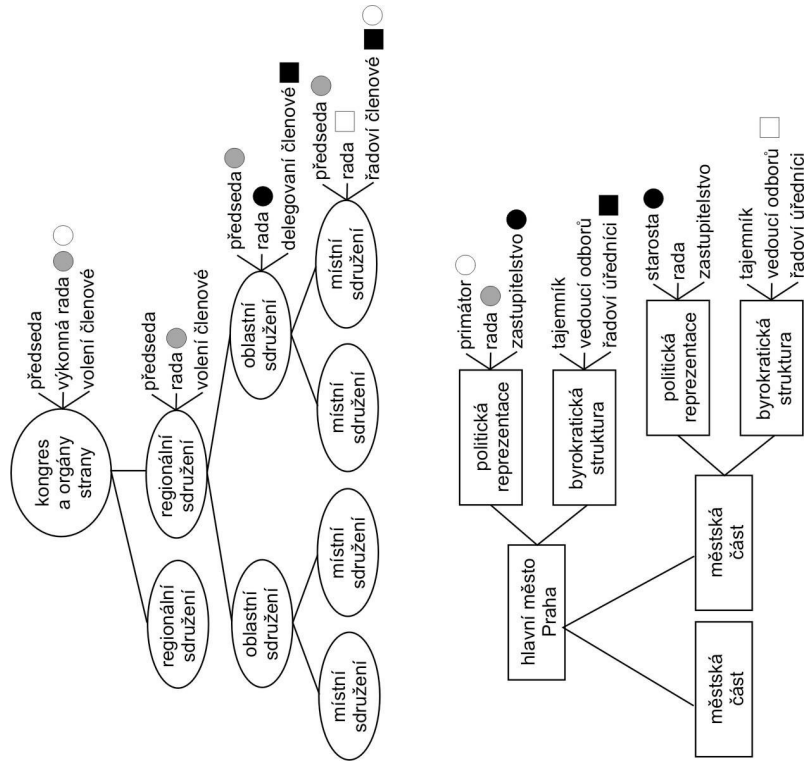 kongres
a orgány
strany
předseda
výkonná rada
volení členové
regionální
sdružení
regionální
sdružení
předseda
rada
volení členové
oblastní
sdružení
oblastní
sdružení
předseda
rada
delegovaní členové
místní
sdružení
místní
sdružení
místní
sdružení
místní
sdružení
předseda
rada
řadoví členové
hlavní město
Praha
politická
reprezentace
primátor
rada
zastupitelstvo
byrokratická
struktura
tajemník
vedoucí odborů
řadoví úředníci
městská
část
městská
část
politická
reprezentace
starosta
rada
zastupitelstvo
byrokratická
struktura
tajemník
vedoucí odborů
řadoví úředníci